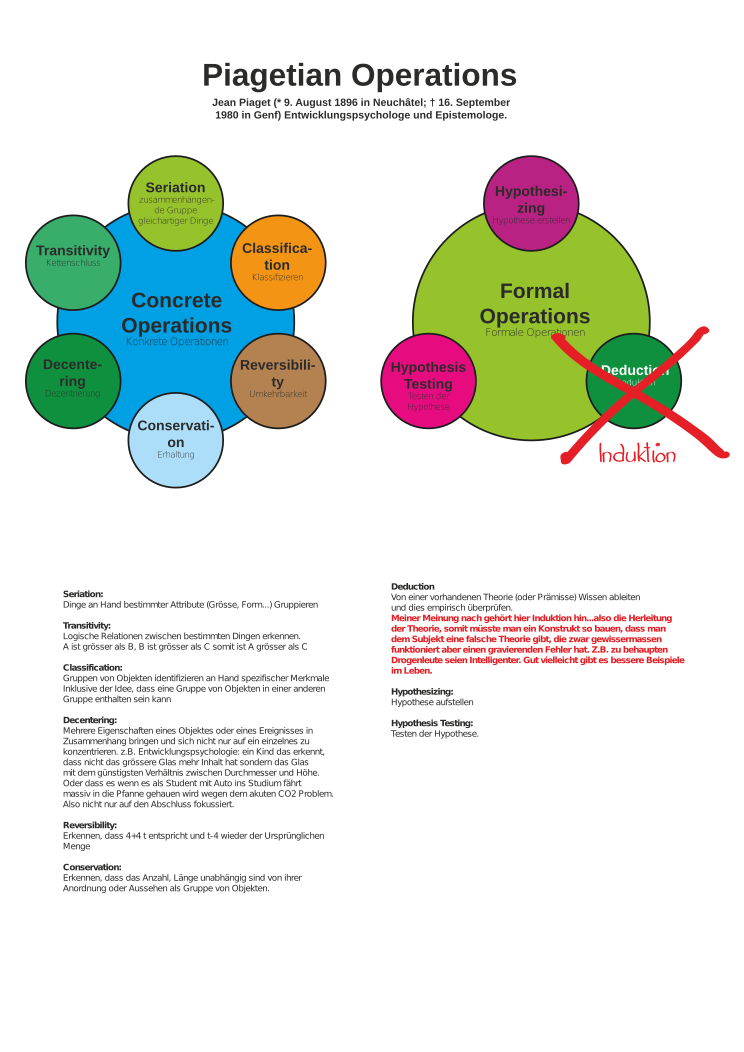 Piagetian Operations
Jean Piaget (* 9. August 1896 in Neuchâtel; † 16. September
1980 in Genf) Entwicklungspsychologe und Epistemologe.
Seriation
zusammenhängen-
de Gruppe
gleichartiger Dinge
Transitivity
Kettenschluss
Classifica-
tion
Klassifizieren
Concrete
Operations
Konkrete Operationen
Decente-
ring
Dezentrierung
Reversibili-
ty
Umkehrbarkeit
Conservati-
on
Erhaltung
Hypothesi-
zing
Hypothese erstellen
Formal
Operations
Formale Operationen
Hypothesis
Testing
Testen der
Hypothese
Deduction
Induktion
Seriation:
Dinge an Hand bestimmter Attribute (Grösse, Form...) Gruppieren
Transitivity:
Logische Relationen zwischen bestimmten Dingen erkennen.
A ist grösser als B, B ist grösser als C somit ist A grösser als C
Classification:
Gruppen von Objekten identifizieren an Hand spezifischer Merkmale
Inklusive der Idee, dass eine Gruppe von Objekten in einer anderen
Gruppe enthalten sein kann
Decentering:
Mehrere Eigenschaften eines Objektes oder eines Ereignisses in
Zusammenhang bringen und sich nicht nur auf ein einzelnes zu
konzentrieren. z.B. Entwicklungspsychologie: ein Kind das erkennt,
dass nicht das grössere Glas mehr Inhalt hat sondern das Glas
mit dem günstigsten Verhältnis zwischen Durchmesser und Höhe.
Oder dass es wenn es als Student mit Auto ins Studium fährt
massiv in die Pfanne gehauen wird wegen dem akuten CO2 Problem.
Also nicht nur auf den Abschluss fokussiert.
Reversibility:
Erkennen, dass 4+4 t entspricht und t-4 wieder der Ursprünglichen
Menge
Conservation:
Erkennen, dass das Anzahl, Länge unabhängig sind von ihrer
Anordnung oder Aussehen als Gruppe von Objekten.
Deduction
Von einer vorhandenen Theorie (oder Prämisse) Wissen ableiten
und dies empirisch überprüfen.
Meiner Meinung nach gehört hier Induktion hin...also die Herleitung
der Theorie, somit müsste man ein Konstrukt so bauen, dass man
dem Subjekt eine falsche Theorie gibt, die zwar gewissermassen
funktioniert aber einen gravierenden Fehler hat. Z.B. zu behaupten
Drogenleute seien Intelligenter. Gut vielleicht gibt es bessere Beispiele
im Leben.
Hypothesizing:
Hypothese aufstellen
Hypothesis Testing:
Testen der Hypothese.